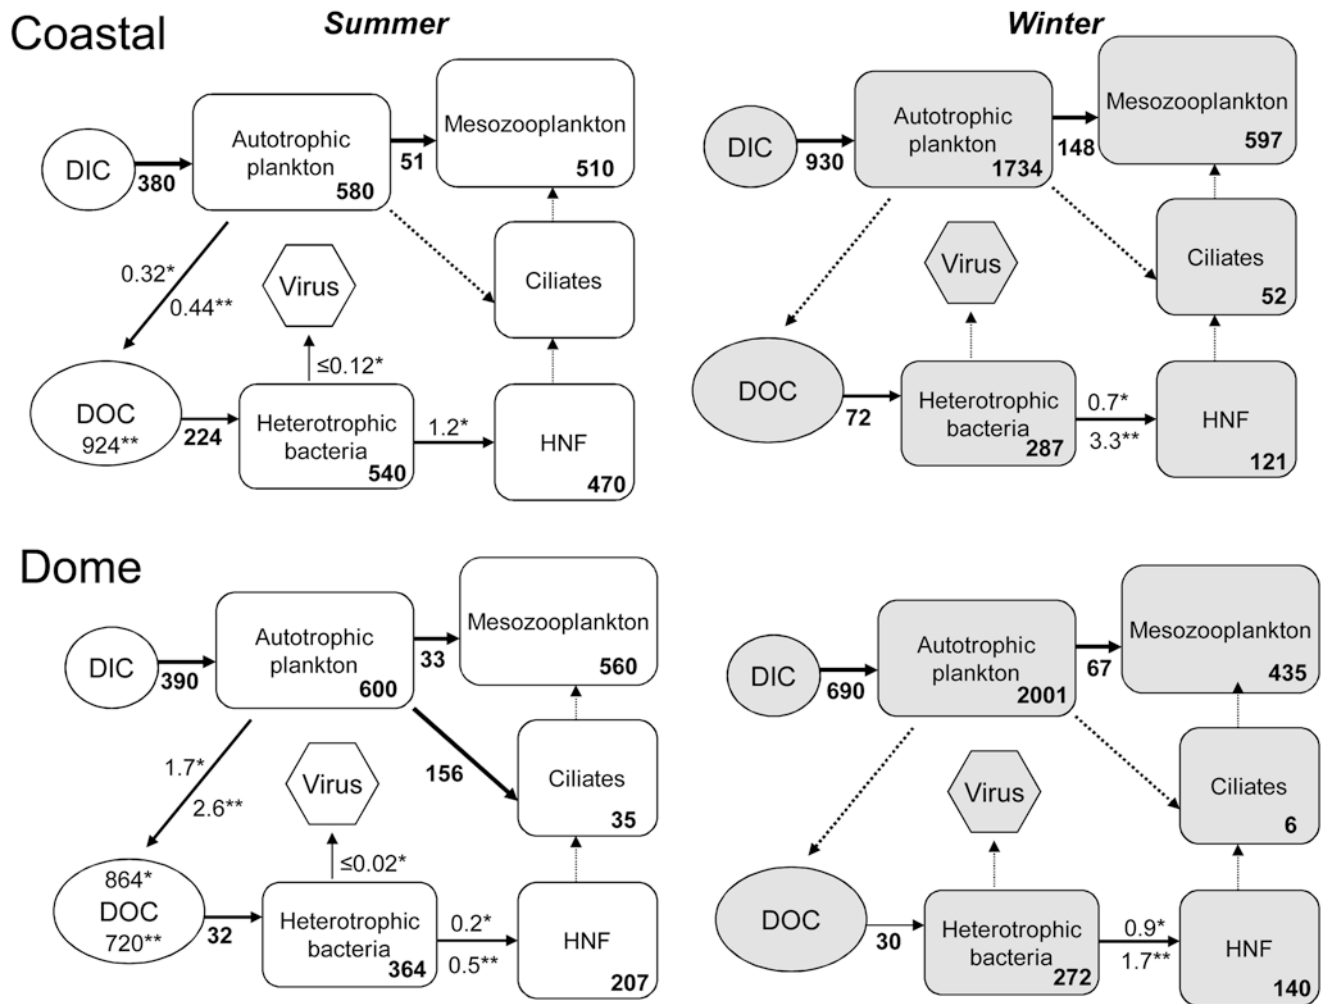 Coastal
Summer
Winter
DIC
380
Autotrophic
plankton
580
51
Mesozooplankton
510
0.32*
0.44**
Virus
Ciliates
≤0.12*
DOC
924**
224
Heterotrophic
bacteria
540
1.2*
HNF
470
DIC
930
Autotrophic
plankton
1734
148
Mesozooplankton
597
Virus
Ciliates
52
DOC
72
Heterotrophic
bacteria
287
0.7*
3.3**
HNF
121
Dome
DIC
390
Autotrophic
plankton
600
33
Mesozooplankton
560
1.7*
2.6**
Virus
156
Ciliates
35
≤0.02*
864*
DOC
720**
32
Heterotrophic
bacteria
364
0.2*
0.5**
HNF
207
DIC
690
Autotrophic
plankton
2001
67
Mesozooplankton
435
Virus
Ciliates
6
DOC
30
Heterotrophic
bacteria
272
0.9*
1.7**
HNF
140